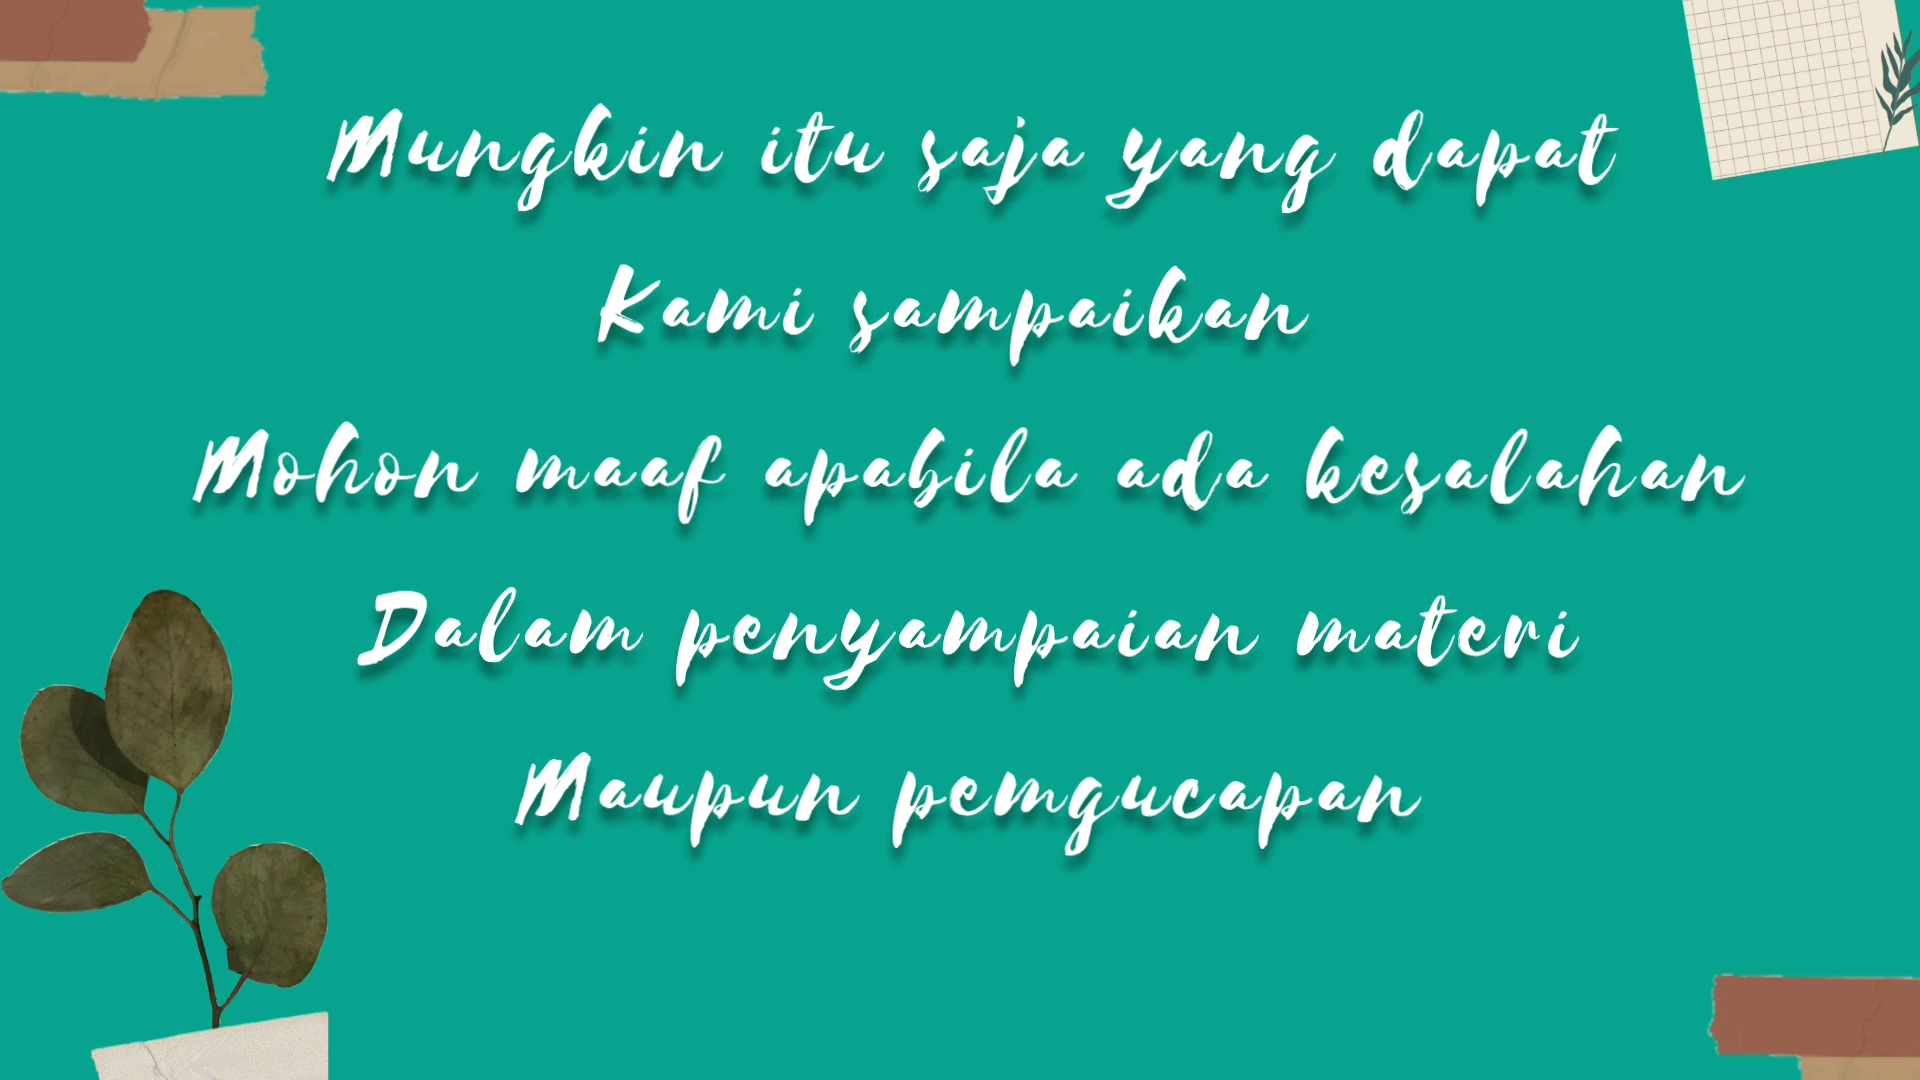 Mungkin itu saja yang dapat
Kami sampaikan
Mohon maaf apabila ada kesalahan
Dalam penyampaian materi
Maupun pemgucapan